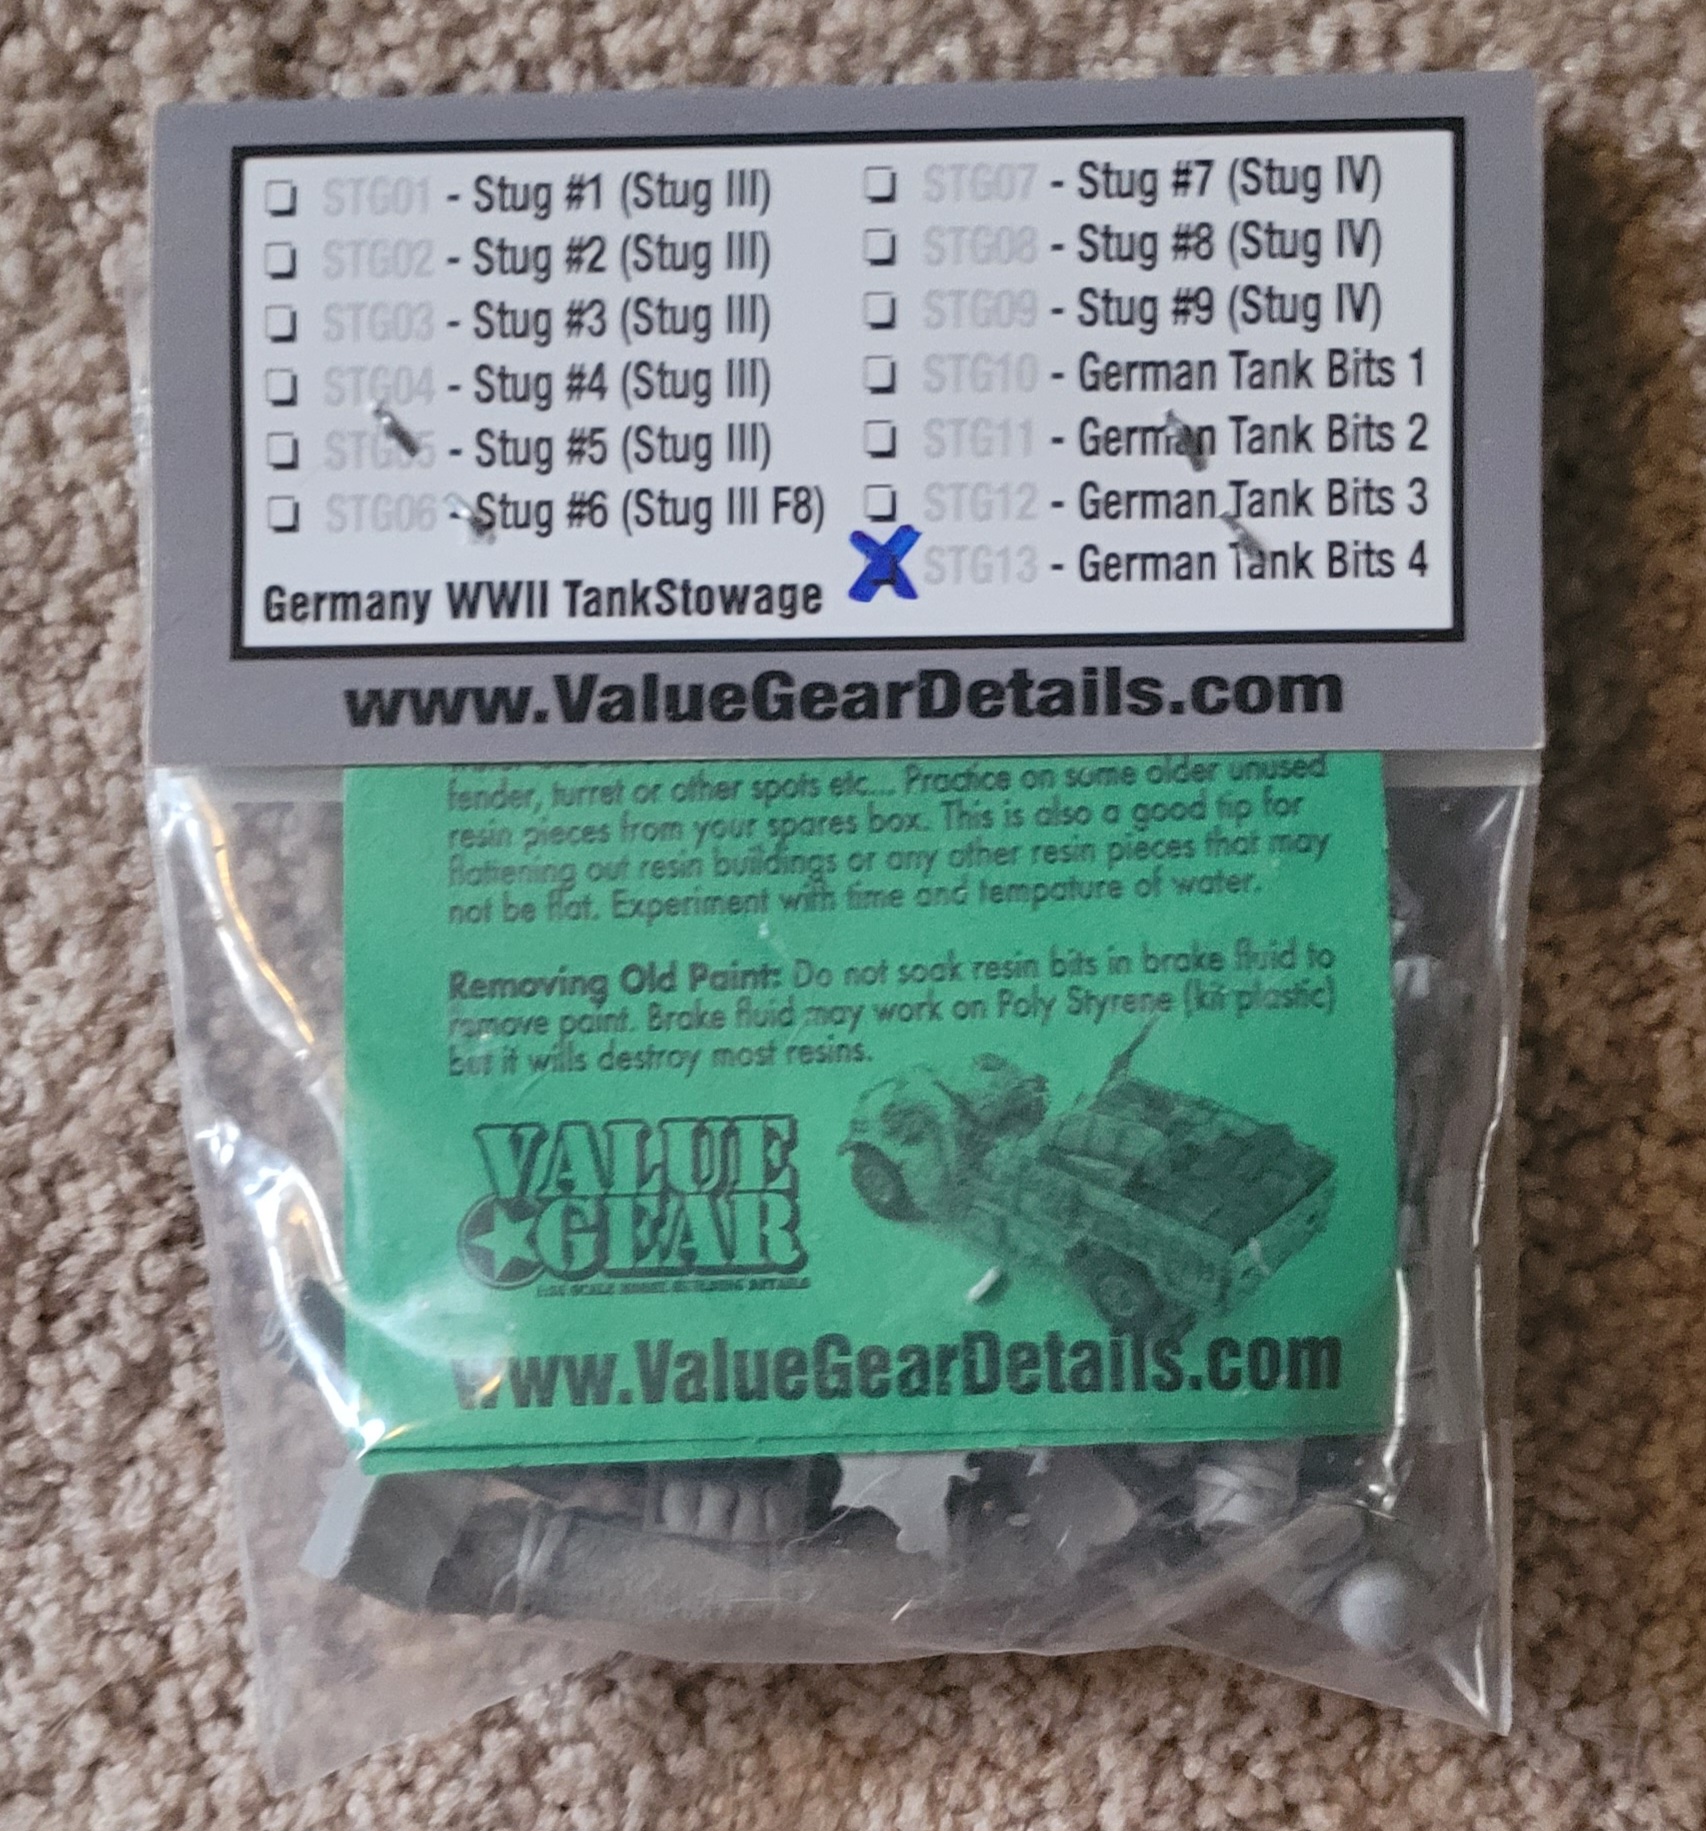 STG01 - Stug #1 (Stug III)
STG02 - Stug #2 (Stug III)
STG03 - Stug #3 (Stug III)
STG04 - Stug #4 (Stug III)
STG05 - Stug #5 (Stug III)
STG06 - Stug #6 (Stug III F8)
Germany WWII TankStowage
STG07 - Stug #7 (Stug IV)
STG08 - Stug #8 (Stug IV)
STG09 - Stug #9 (Stug IV)
STG10 - German Tank Bits 1
STG11 - German Tank Bits 2
STG12 - German Tank Bits 3
X STG13 - German Tank Bits 4
www.ValueGearDetails.com
fender, turret or other spots etc... Practice on some older unused
resin pieces from your spares box. This is also a good tip for
flattening out resin buildings or any other resin pieces that may
not be flat. Experiment with time and tempature of water.
Removing Old Paint: Do not soak resin bits in brake fluid to
remove paint. Brake fluid may work on Poly Styrene (kit plastic)
but it wills destroy most resins.
VALUE
GEAR
1:35 SCALE MODEL BUILDING DETAILS
www.ValueGearDetails.com